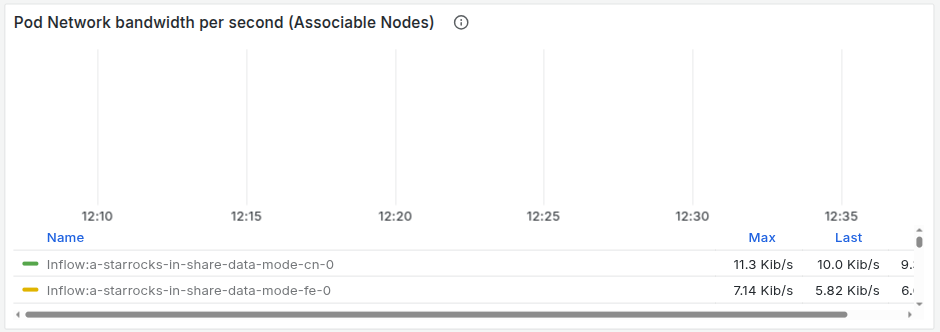 Pod Network bandwidth per second (Associable Nodes)
12:10 12:15 12:20 12:25 12:30 12:35
Name Max Last
Inflow:a-starrocks-in-share-data-mode-cn-0 11.3 Kib/s 10.0 Kib/s 9.
Inflow:a-starrocks-in-share-data-mode-fe-0 7.14 Kib/s 5.82 Kib/s 6.